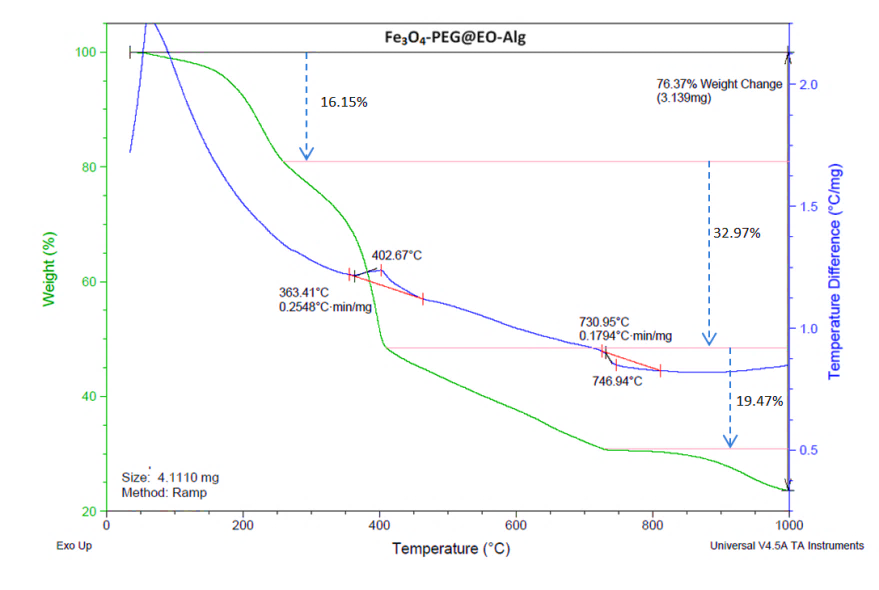 Fe₃O₄-PEG@EO-Alg
100
80
60
40
20
Weight (%)
16.15%
76.37% Weight Change
(3.139mg)
2.0
1.5
1.0
0.5
Temperature Difference (°C/mg)
32.97%
402.67°C
363.41°C
0.2548°C·min/mg
730.95°C
0.1794°C·min/mg
746.94°C
19.47%
Size: 4.1110 mg
Method: Ramp
0
200
400
600
800
1000
Exo Up
Temperature (°C)
Universal V4.5A TA Instruments